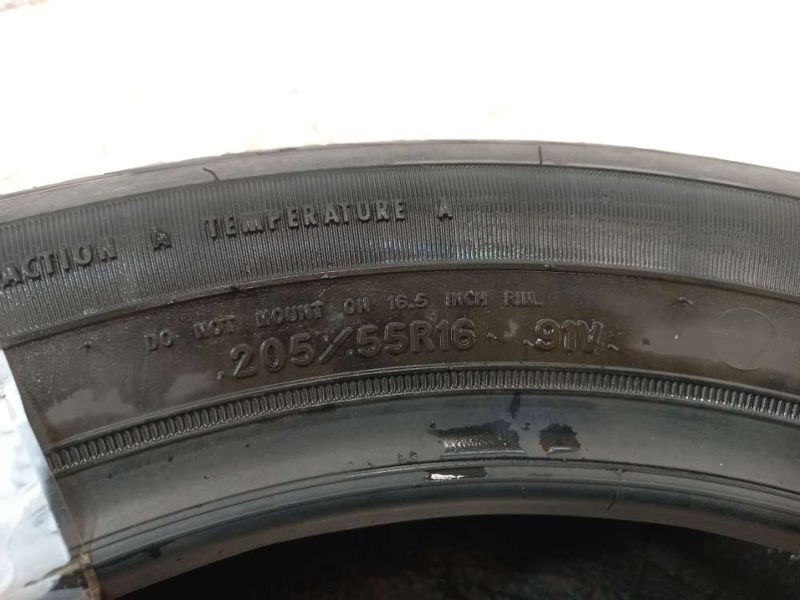 ACTION A TEMPERATURE A
DO NOT MOUNT ON 16.5 INCH RIM.
205/55R16 91V